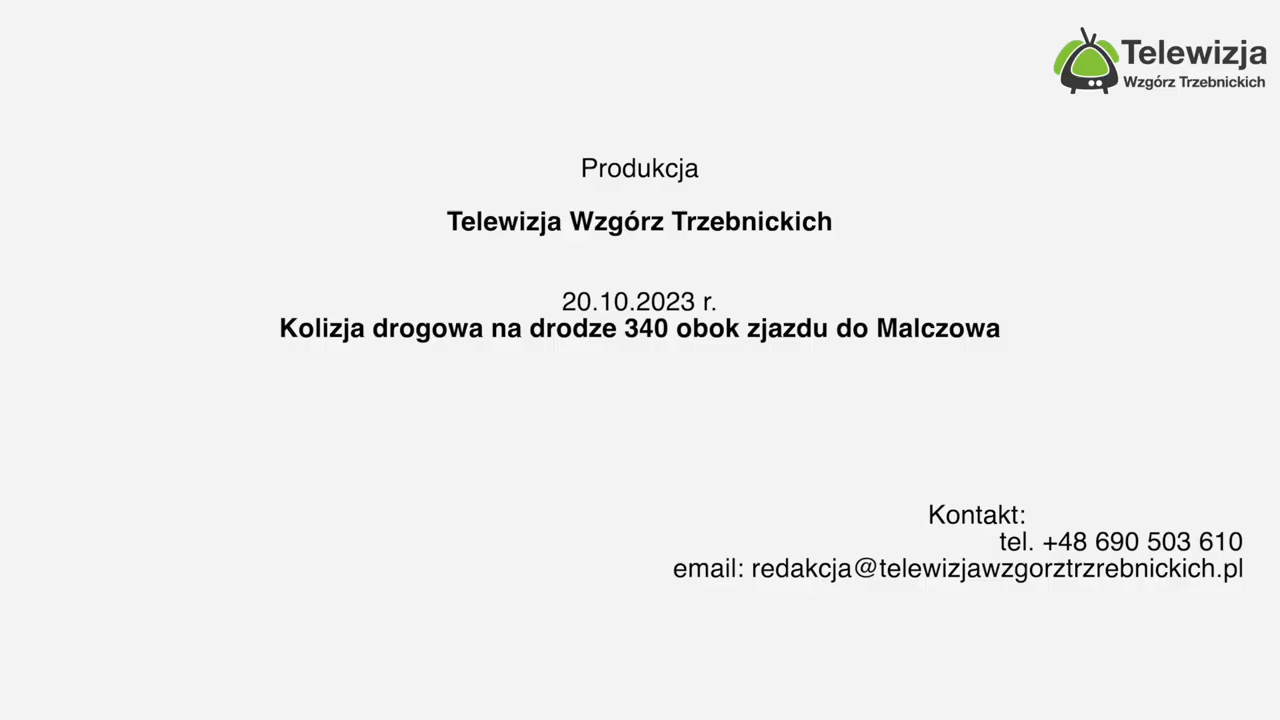 Telewizja
Wzgórz Trzebnickich
Produkcja
Telewizja Wzgórz Trzebnickich
20.10.2023 r.
Kolizja drogowa na drodze 340 obok zjazdu do Malczowa
Kontakt:
tel. +48 690 503 610
email: redakcja@telewizjawzgorztrzrebnickich.pl